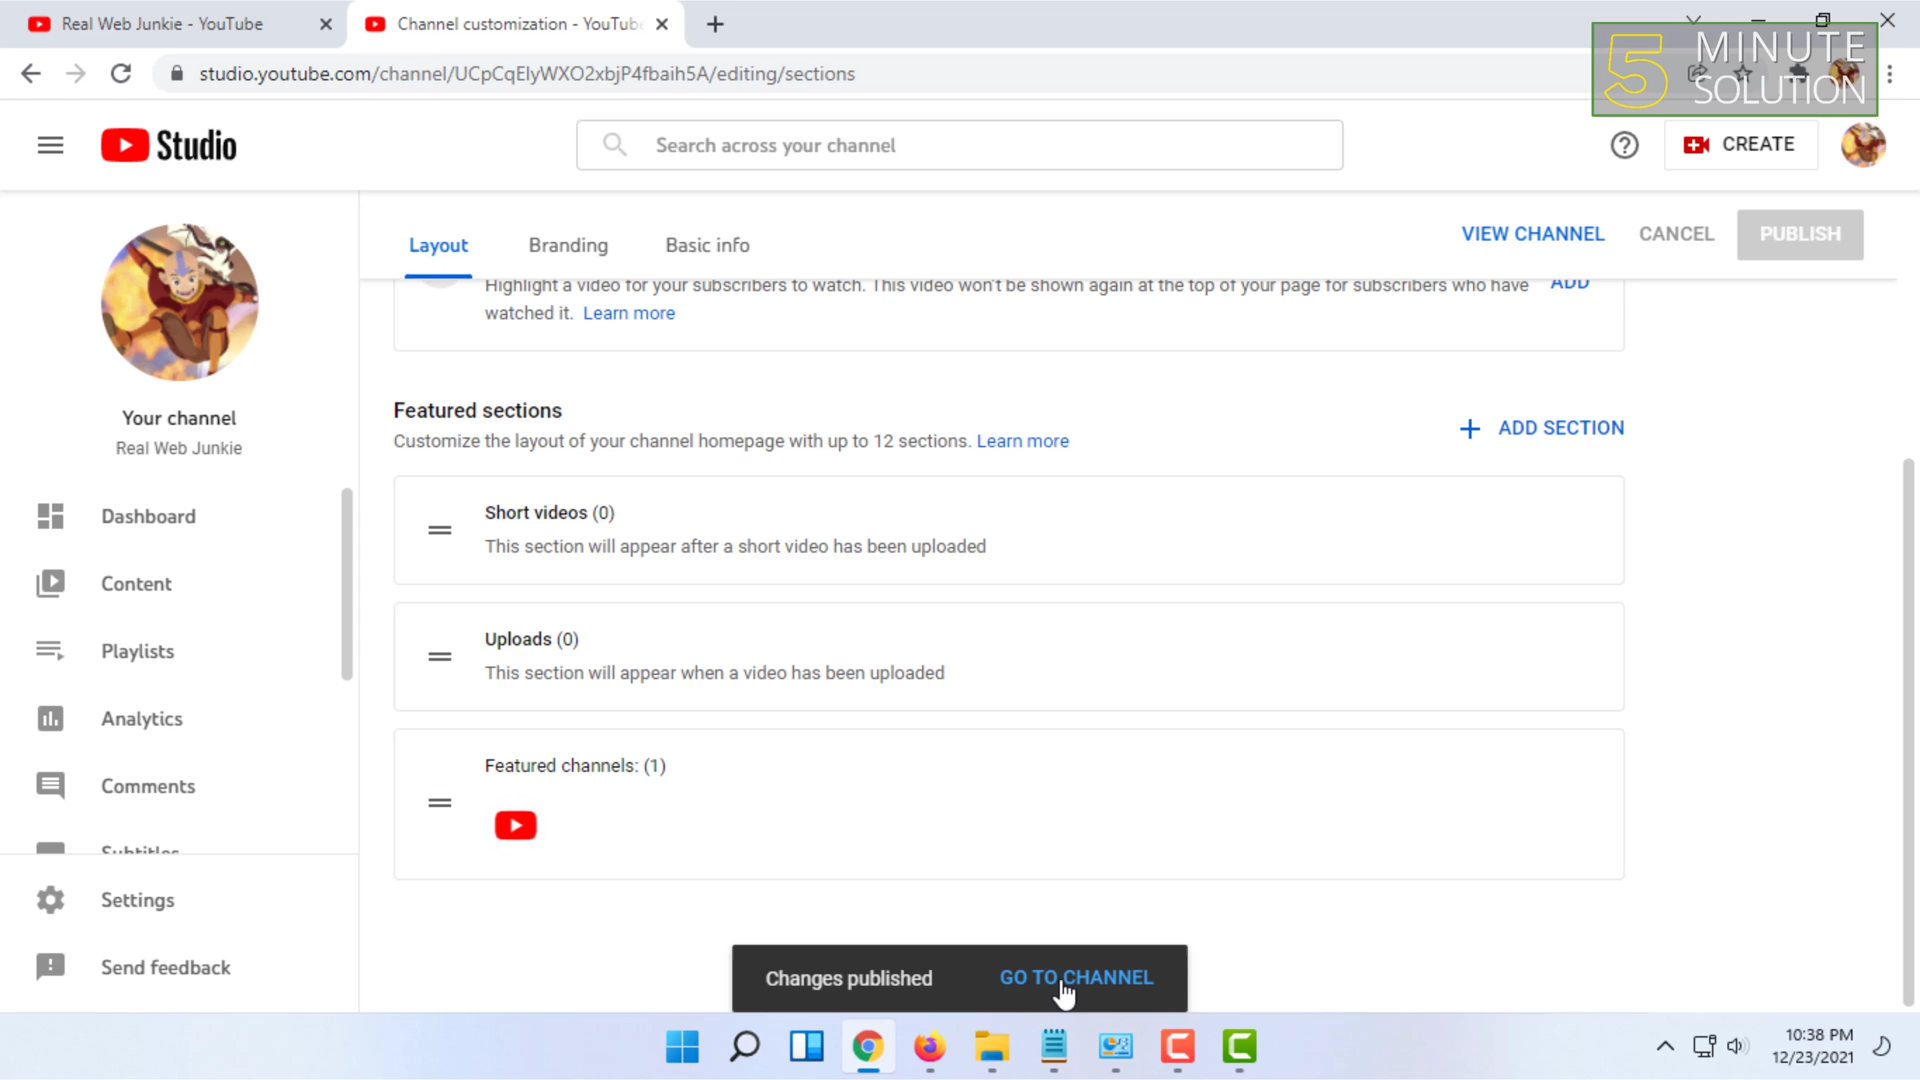 Real Web Junkie - YouTube
Channel customization - YouTube
studio.youtube.com/channel/UCpCqEIyWXO2xbjP4fbaih5A/editing/sections
5 MINUTE SOLUTION
Studio
Search across your channel
CREATE
Layout
Branding
Basic info
VIEW CHANNEL
CANCEL
PUBLISH
Highlight a video for your subscribers to watch. This video won't be shown again at the top of your page for subscribers who have
watched it. Learn more
ADD
Your channel
Real Web Junkie
Dashboard
Content
Playlists
Analytics
Comments
Subtitles
Settings
Send feedback
Featured sections
Customize the layout of your channel homepage with up to 12 sections. Learn more
ADD SECTION
Short videos (0)
This section will appear after a short video has been uploaded
Uploads (0)
This section will appear when a video has been uploaded
Featured channels: (1)
Changes published
GO TO CHANNEL
10:38 PM
12/23/2021